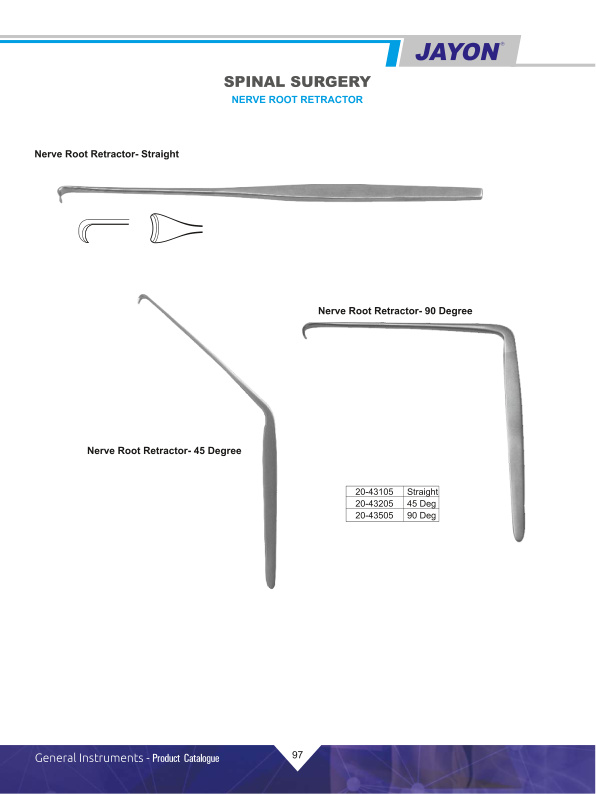 JAYON®
SPINAL SURGERY
NERVE ROOT RETRACTOR
Nerve Root Retractor- Straight
Nerve Root Retractor- 90 Degree
Nerve Root Retractor- 45 Degree
20-43105 Straight
20-43205 45 Deg
20-43505 90 Deg
General Instruments - Product Catalogue
97